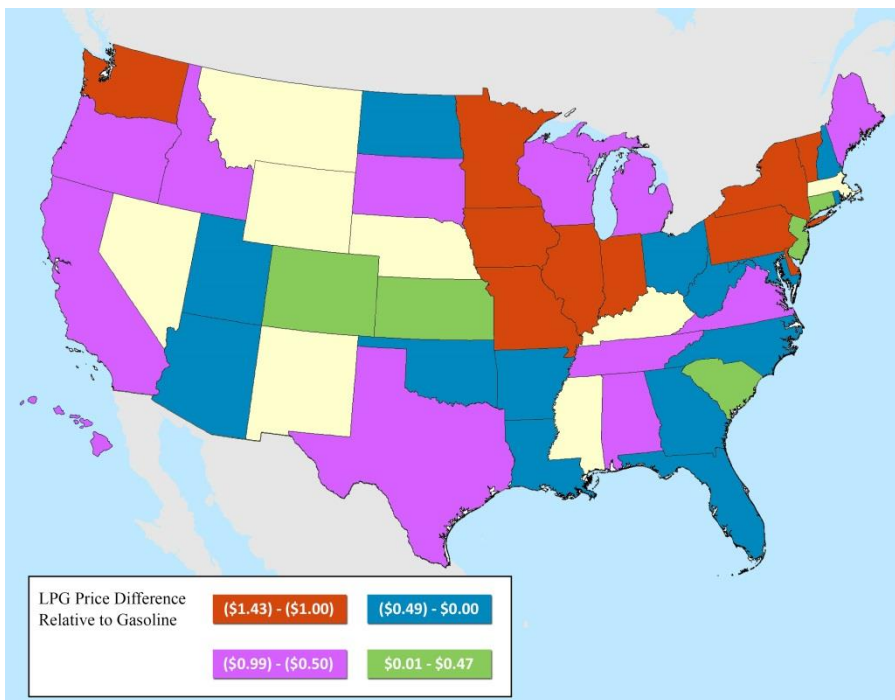 LPG Price Difference
Relative to Gasoline
($1.43) - ($1.00)
($0.49) - $0.00
($0.99) - ($0.50)
$0.01 - $0.47